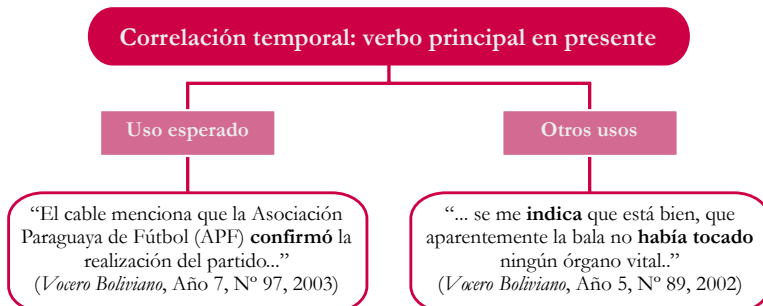 Correlación temporal: verbo principal en presente
Uso esperado
Otros usos
“El cable menciona que la Asociación
Paraguaya de Fútbol (APF) confirmó la
realización del partido...”
(Vocero Boliviano, Año 7, Nº 97, 2003)
“... se me indica que está bien, que
aparentemente la bala no había tocado
ningún órgano vital..”
(Vocero Boliviano, Año 5, Nº 89, 2002)